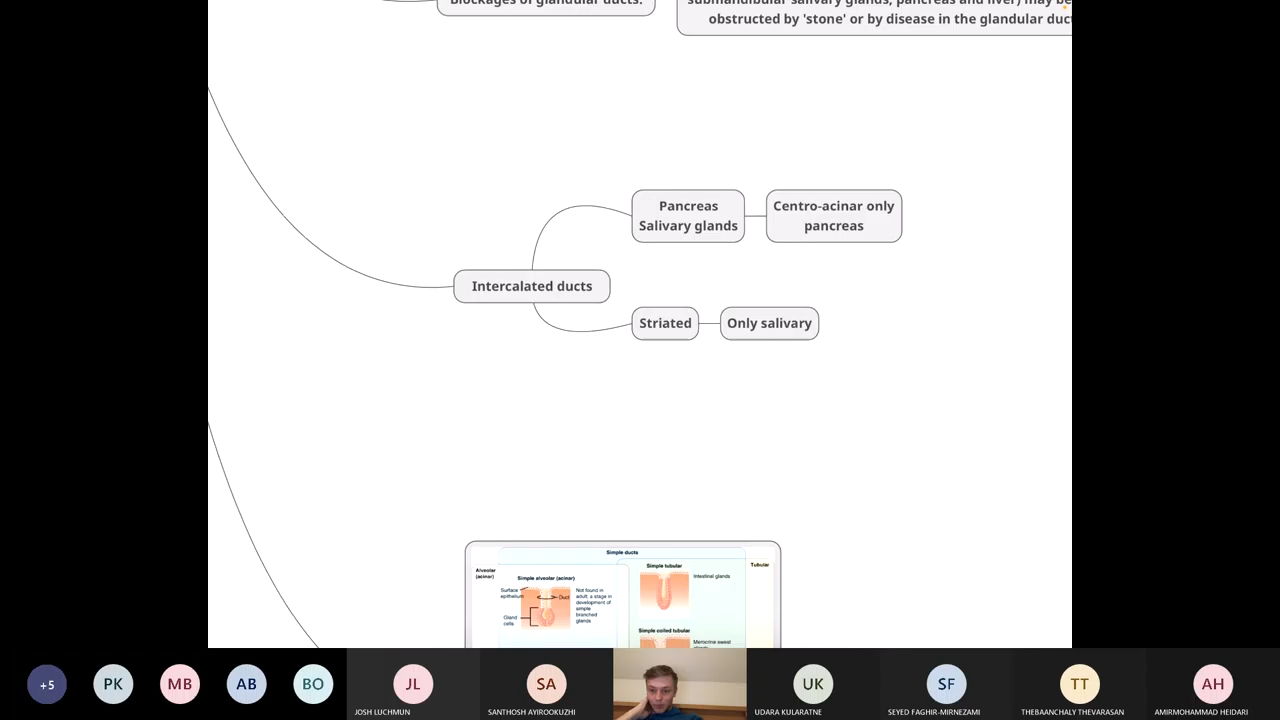 Blockages of glandular ducts.
submandibular salivary glands, pancreas and liver) may be
obstructed by 'stone' or by disease in the glandular duct
Pancreas
Salivary glands
Centro-acinar only
pancreas
Intercalated ducts
Striated
Only salivary
Simple ducts
Alveolar
(acinar)
Simple alveolar (acinar)
Surface
epithelium
Duct
Gland
cells
Not found in
adult: a stage in
development of
simple
branched
glands
Simple tubular
Intestinal glands
Tubular
Simple coiled tubular
Merocrine sweat
+5
PK
MB
AB
BO
JL
JOSH LUCHMUN
SA
SANTHOSH AYIROOKUZHI
UK
UDARA KULARATNE
SF
SEYED FAGHIR-MIRNEZAMI
TT
THEBAANCHALY THEVARASAN
AH
AMIRMOHAMMAD HEIDARI